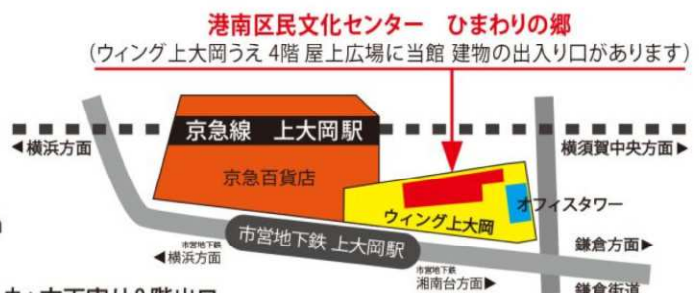 港南区民文化センター　ひまわりの郷
（ウィング上大岡うえ 4階 屋上広場に当館 建物の出入り口があります）
京急線　上大岡駅
◀横浜方面
横須賀中央方面▶
京急百貨店
オフィスタワー
ウィング上大岡
市営地下鉄 上大岡駅
市営地下鉄
◀横浜方面
鎌倉方面▶
市営地下鉄
湘南台方面▶
鎌倉街道